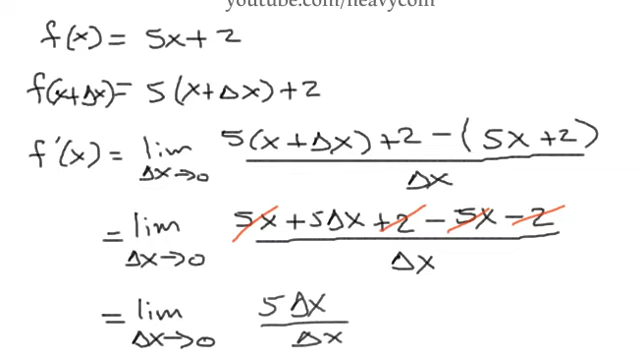 youtube.com/heavycom
f(x) = 5x + 2
f(x+Δx) = 5(x+Δx)+2
f'(x) = lim Δx→0 5(x+Δx)+2-(5x+2) / Δx
= lim Δx→0 5x+5Δx+2-5x-2 / Δx
= lim Δx→0 5Δx / Δx